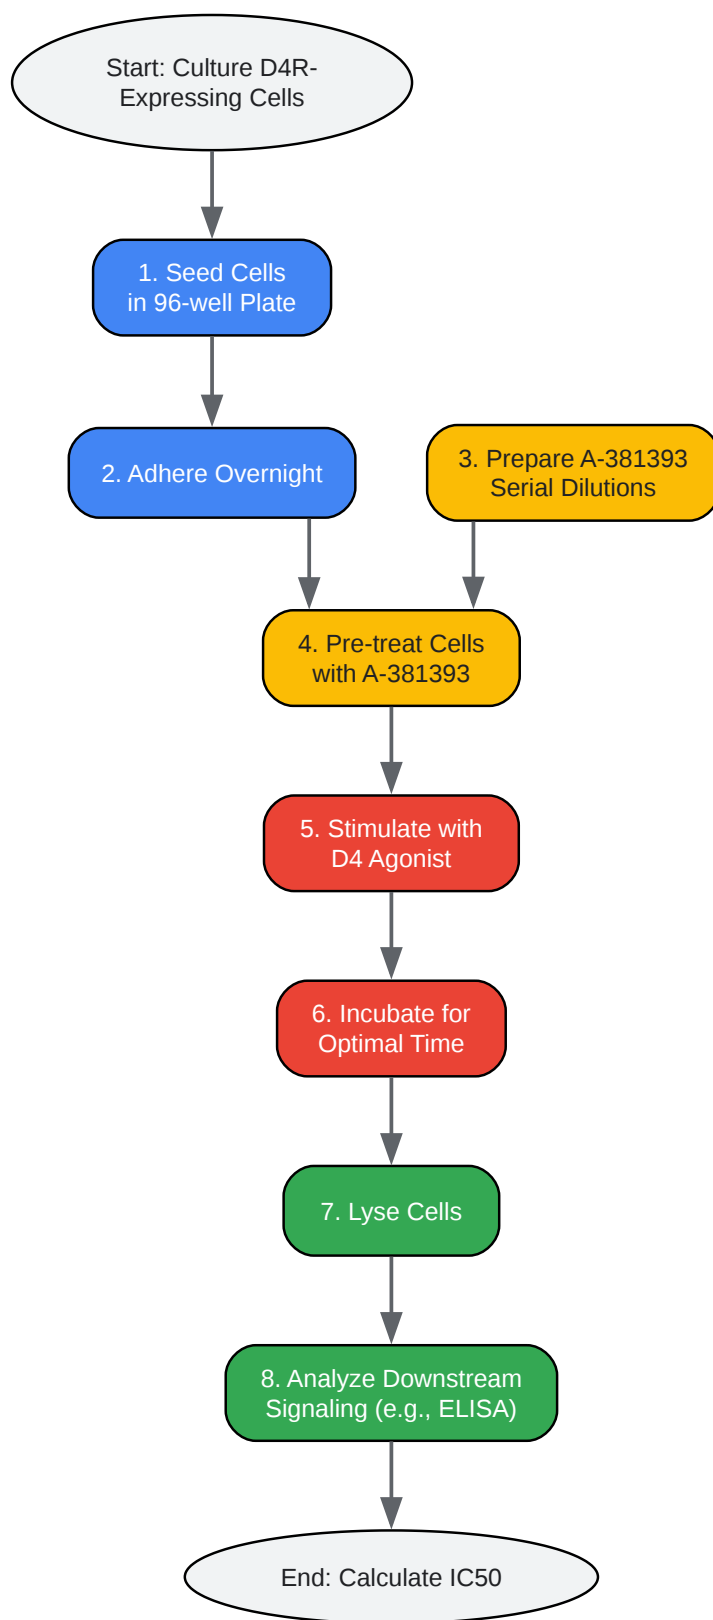 Start: Culture D4R-
Expressing Cells
1. Seed Cells
in 96-well Plate
2. Adhere Overnight
3. Prepare A-381393
Serial Dilutions
4. Pre-treat Cells
with A-381393
5. Stimulate with
D4 Agonist
6. Incubate for
Optimal Time
7. Lyse Cells
8. Analyze Downstream
Signaling (e.g., ELISA)
End: Calculate IC50